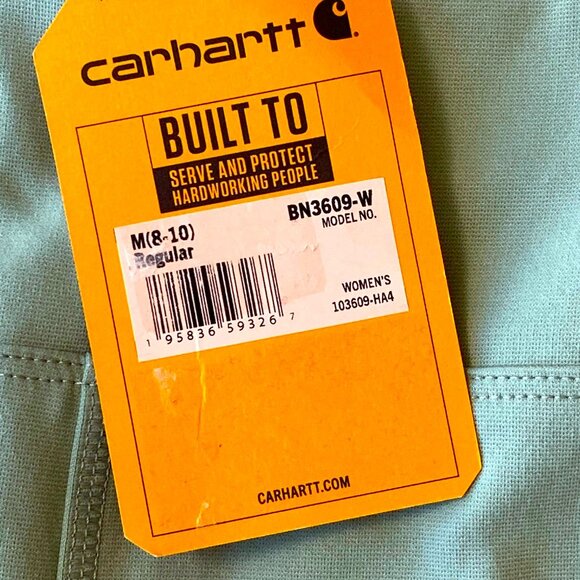 carhartt
BUILT TO
SERVE AND PROTECT
HARDWORKING PEOPLE
M(8-10)
Regular
BN3609-W
MODEL NO.
WOMEN'S
103609-HA4
1 95836 59326 7
CARHARTT.COM